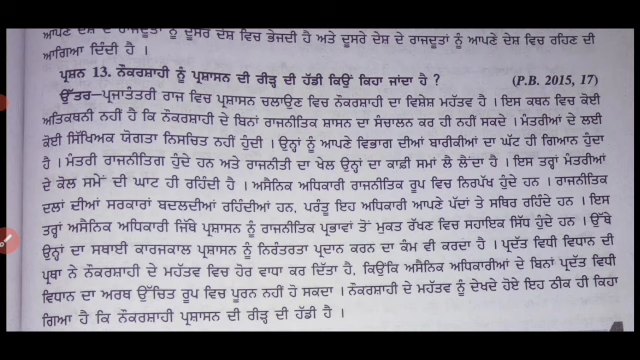 ਆਪਣੇ ਦੇਸ਼ ਦੇ ਰਾਜਦੂਤਾਂ ਨੂੰ ਦੂਸਰੇ ਦੇਸ਼ ਵਿਚ ਭੇਜਦੀ ਹੈ ਅਤੇ ਦੂਸਰੇ ਦੇਸ਼ ਦੇ ਰਾਜਦੂਤਾਂ ਨੂੰ ਆਪਣੇ ਦੇਸ਼ ਵਿਚ ਰਹਿਣ ਦੀ
ਆਗਿਆ ਦਿੰਦੀ ਹੈ ।
ਪ੍ਰਸ਼ਨ 13. ਨੌਕਰਸ਼ਾਹੀ ਨੂੰ ਪ੍ਰਸ਼ਾਸਨ ਦੀ ਰੀੜ੍ਹ ਦੀ ਹੱਡੀ ਕਿਉਂ ਕਿਹਾ ਜਾਂਦਾ ਹੈ ? (P.B. 2015, 17)
ਉੱਤਰ—ਪ੍ਰਜਾਤੰਤਰੀ ਰਾਜ ਵਿਚ ਪ੍ਰਸ਼ਾਸਨ ਚਲਾਉਣ ਵਿਚ ਨੌਕਰਸ਼ਾਹੀ ਦਾ ਵਿਸ਼ੇਸ਼ ਮਹੱਤਵ ਹੈ । ਇਸ ਕਥਨ ਵਿਚ ਕੋਈ
ਅਤਿਕਥਨੀ ਨਹੀਂ ਹੈ ਕਿ ਨੌਕਰਸ਼ਾਹੀ ਦੇ ਬਿਨਾਂ ਰਾਜਨੀਤਿਕ ਸ਼ਾਸਨ ਦਾ ਸੰਚਾਲਨ ਕਰ ਹੀ ਨਹੀਂ ਸਕਦੇ । ਮੰਤਰੀਆਂ ਦੇ ਲਈ
ਕੋਈ ਸਿੱਖਿਅਕ ਯੋਗਤਾ ਨਿਸਚਿਤ ਨਹੀਂ ਹੁੰਦੀ । ਉਨ੍ਹਾਂ ਨੂੰ ਆਪਣੇ ਵਿਭਾਗ ਦੀਆਂ ਬਾਰੀਕੀਆਂ ਦਾ ਘੱਟ ਹੀ ਗਿਆਨ ਹੁੰਦਾ
ਹੈ । ਮੰਤਰੀ ਰਾਜਨੀਤਿਗ ਹੁੰਦੇ ਹਨ ਅਤੇ ਰਾਜਨੀਤੀ ਦਾ ਖੇਲ ਉਨ੍ਹਾਂ ਦਾ ਕਾਫ਼ੀ ਸਮਾਂ ਲੈ ਲੈਂਦਾ ਹੈ । ਇਸ ਤਰ੍ਹਾਂ ਮੰਤਰੀਆਂ
ਦੇ ਕੋਲ ਸਮੇਂ ਦੀ ਘਾਟ ਹੀ ਰਹਿੰਦੀ ਹੈ । ਅਸੈਨਿਕ ਅਧਿਕਾਰੀ ਰਾਜਨੀਤਿਕ ਰੂਪ ਵਿਚ ਨਿਰਪੱਖ ਹੁੰਦੇ ਹਨ । ਰਾਜਨੀਤਿਕ
ਦਲਾਂ ਦੀਆਂ ਸਰਕਾਰਾਂ ਬਦਲਦੀਆਂ ਰਹਿੰਦੀਆਂ ਹਨ, ਪਰੰਤੂ ਇਹ ਅਧਿਕਾਰੀ ਆਪਣੇ ਪੱਦਾਂ ਤੇ ਸਥਿਰ ਰਹਿੰਦੇ ਹਨ । ਇਸ
ਤਰ੍ਹਾਂ ਅਸੈਨਿਕ ਅਧਿਕਾਰੀ ਜਿੱਥੇ ਪ੍ਰਸ਼ਾਸਨ ਨੂੰ ਰਾਜਨੀਤਿਕ ਪ੍ਰਭਾਵਾਂ ਤੋਂ ਮੁਕਤ ਰੱਖਣ ਵਿਚ ਸਹਾਇਕ ਸਿੱਧ ਹੁੰਦੇ ਹਨ । ਉੱਥੇ
ਉਨ੍ਹਾਂ ਦਾ ਸਥਾਈ ਕਾਰਜਕਾਲ ਪ੍ਰਸ਼ਾਸਨ ਨੂੰ ਨਿਰੰਤਰਤਾ ਪ੍ਰਦਾਨ ਕਰਨ ਦਾ ਕੰਮ ਵੀ ਕਰਦਾ ਹੈ । ਪ੍ਰਦੱਤ ਵਿਧੀ ਵਿਧਾਨ ਦੀ
ਪ੍ਰਥਾ ਨੇ ਨੌਕਰਸ਼ਾਹੀ ਦੇ ਮਹੱਤਵ ਵਿਚ ਹੋਰ ਵਾਧਾ ਕਰ ਦਿੱਤਾ ਹੈ, ਕਿਉਂਕਿ ਅਸੈਨਿਕ ਅਧਿਕਾਰੀਆਂ ਦੇ ਬਿਨਾਂ ਪ੍ਰਦੱਤ ਵਿਧੀ
ਵਿਧਾਨ ਦਾ ਅਰਥ ਉੱਚਿਤ ਰੂਪ ਵਿਚ ਪੂਰਨ ਨਹੀਂ ਹੋ ਸਕਦਾ । ਨੌਕਰਸ਼ਾਹੀ ਦੇ ਮਹੱਤਵ ਨੂੰ ਦੇਖਦੇ ਹੋਏ ਇਹ ਠੀਕ ਹੀ ਕਿਹਾ
ਗਿਆ ਹੈ ਕਿ ਨੌਕਰਸ਼ਾਹੀ ਪ੍ਰਸ਼ਾਸਨ ਦੀ ਰੀੜ੍ਹ ਦੀ ਹੱਡੀ ਹੈ ।